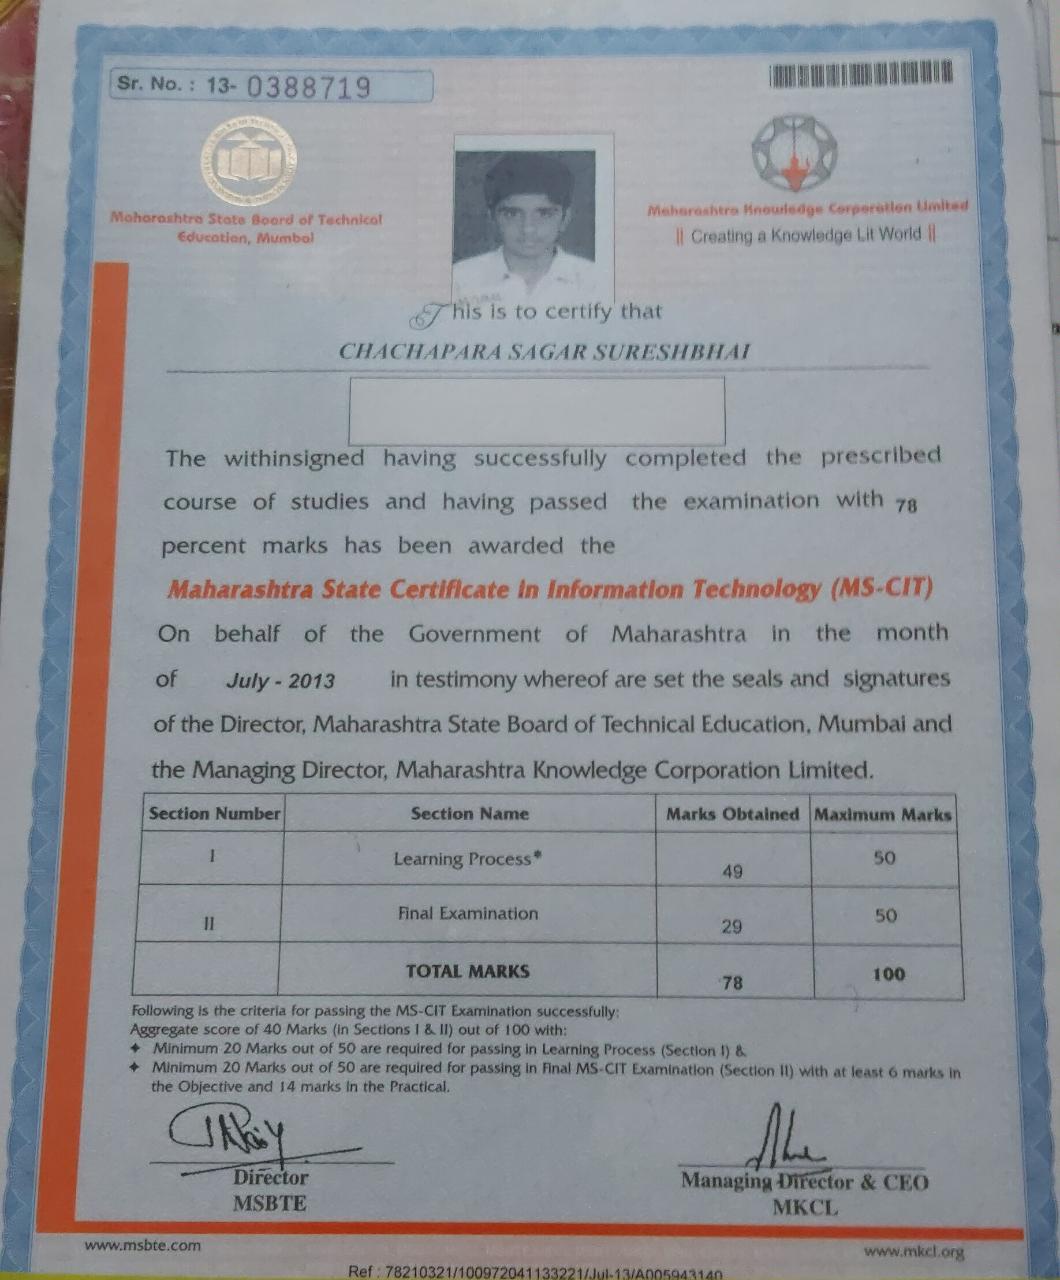 Sr. No. : 13- 0388719
Maharashtra State Board of Technical
Education, Mumbai
Maharashtra Knowledge Corporation Limited
|| Creating a Knowledge Lit World ||
This is to certify that
CHACHAPARA SAGAR SURESHBHAI
The withinsigned having successfully completed the prescribed
course of studies and having passed the examination with 78
percent marks has been awarded the
Maharashtra State Certificate in Information Technology (MS-CIT)
On behalf of the Government of Maharashtra in the month
of July - 2013 in testimony whereof are set the seals and signatures
of the Director, Maharashtra State Board of Technical Education, Mumbai and
the Managing Director, Maharashtra Knowledge Corporation Limited.
Section Number Section Name Marks Obtained Maximum Marks
I Learning Process* 49 50
II Final Examination 29 50
TOTAL MARKS 78 100
Following is the criteria for passing the MS-CIT Examination successfully:
Aggregate score of 40 Marks (in Sections I & II) out of 100 with:
✦ Minimum 20 Marks out of 50 are required for passing in Learning Process (Section I) &
✦ Minimum 20 Marks out of 50 are required for passing in Final MS-CIT Examination (Section II) with at least 6 marks in
the Objective and 14 marks in the Practical.
Director
MSBTE
Managing Director & CEO
MKCL
www.msbte.com
www.mkcl.org
Ref : 78210321/100972041133221/Jul-13/A005943140